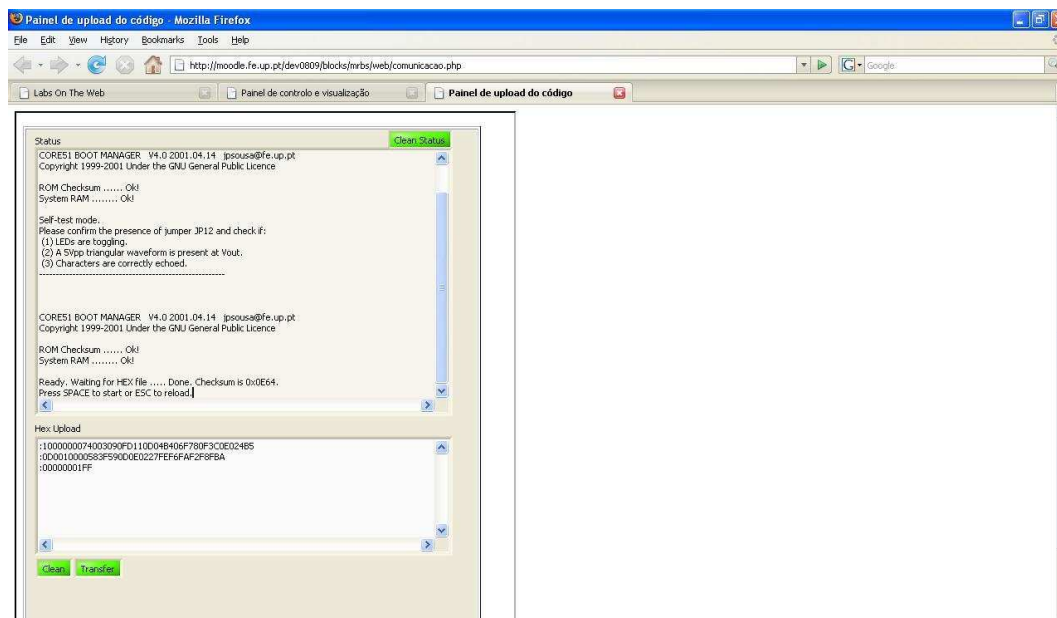 Painel de upload do código - Mozilla Firefox
File Edit View History Bookmarks Tools Help
http://moodle.fe.up.pt/dev0809/blocks/mrbs/web/comunicacao.php
G Google
Labs On The Web
Painel de controlo e visualização
Painel de upload do código
Status
Clean Status
CORE51 BOOT MANAGER V4.0 2001.04.14 jpsousa@fe.up.pt
Copyright 1999-2001 Under the GNU General Public Licence
ROM Checksum ...... Ok!
System RAM ........ Ok!
Self-test mode.
Please confirm the presence of jumper JP12 and check if:
(1) LEDs are toggling.
(2) A 5Vpp triangular waveform is present at Vout.
(3) Characters are correctly echoed.
--------------------------------------------------------
CORE51 BOOT MANAGER V4.0 2001.04.14 jpsousa@fe.up.pt
Copyright 1999-2001 Under the GNU General Public Licence
ROM Checksum ...... Ok!
System RAM ........ Ok!
Ready. Waiting for HEX file ..... Done. Checksum is 0x0E64.
Press SPACE to start or ESC to reload.
Hex Upload
:1000000074003090FD110D04B406F780F3C0E024B5
:0D0010000583F590D0E0227FEF6FAF2F8FBA
:00000001FF
Clean
Transfer